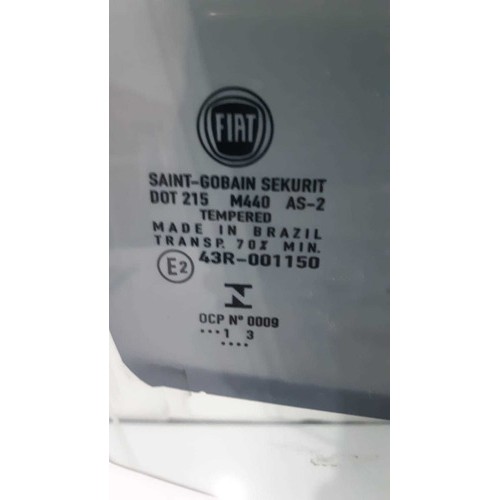 FIAT
SAINT-GOBAIN SEKURIT
DOT 215 M440 AS-2
TEMPERED
MADE IN BRAZIL
TRANSP. 70% MIN.
E2 43R-001150
N
OCP Nº 0009
•••1 3
••••